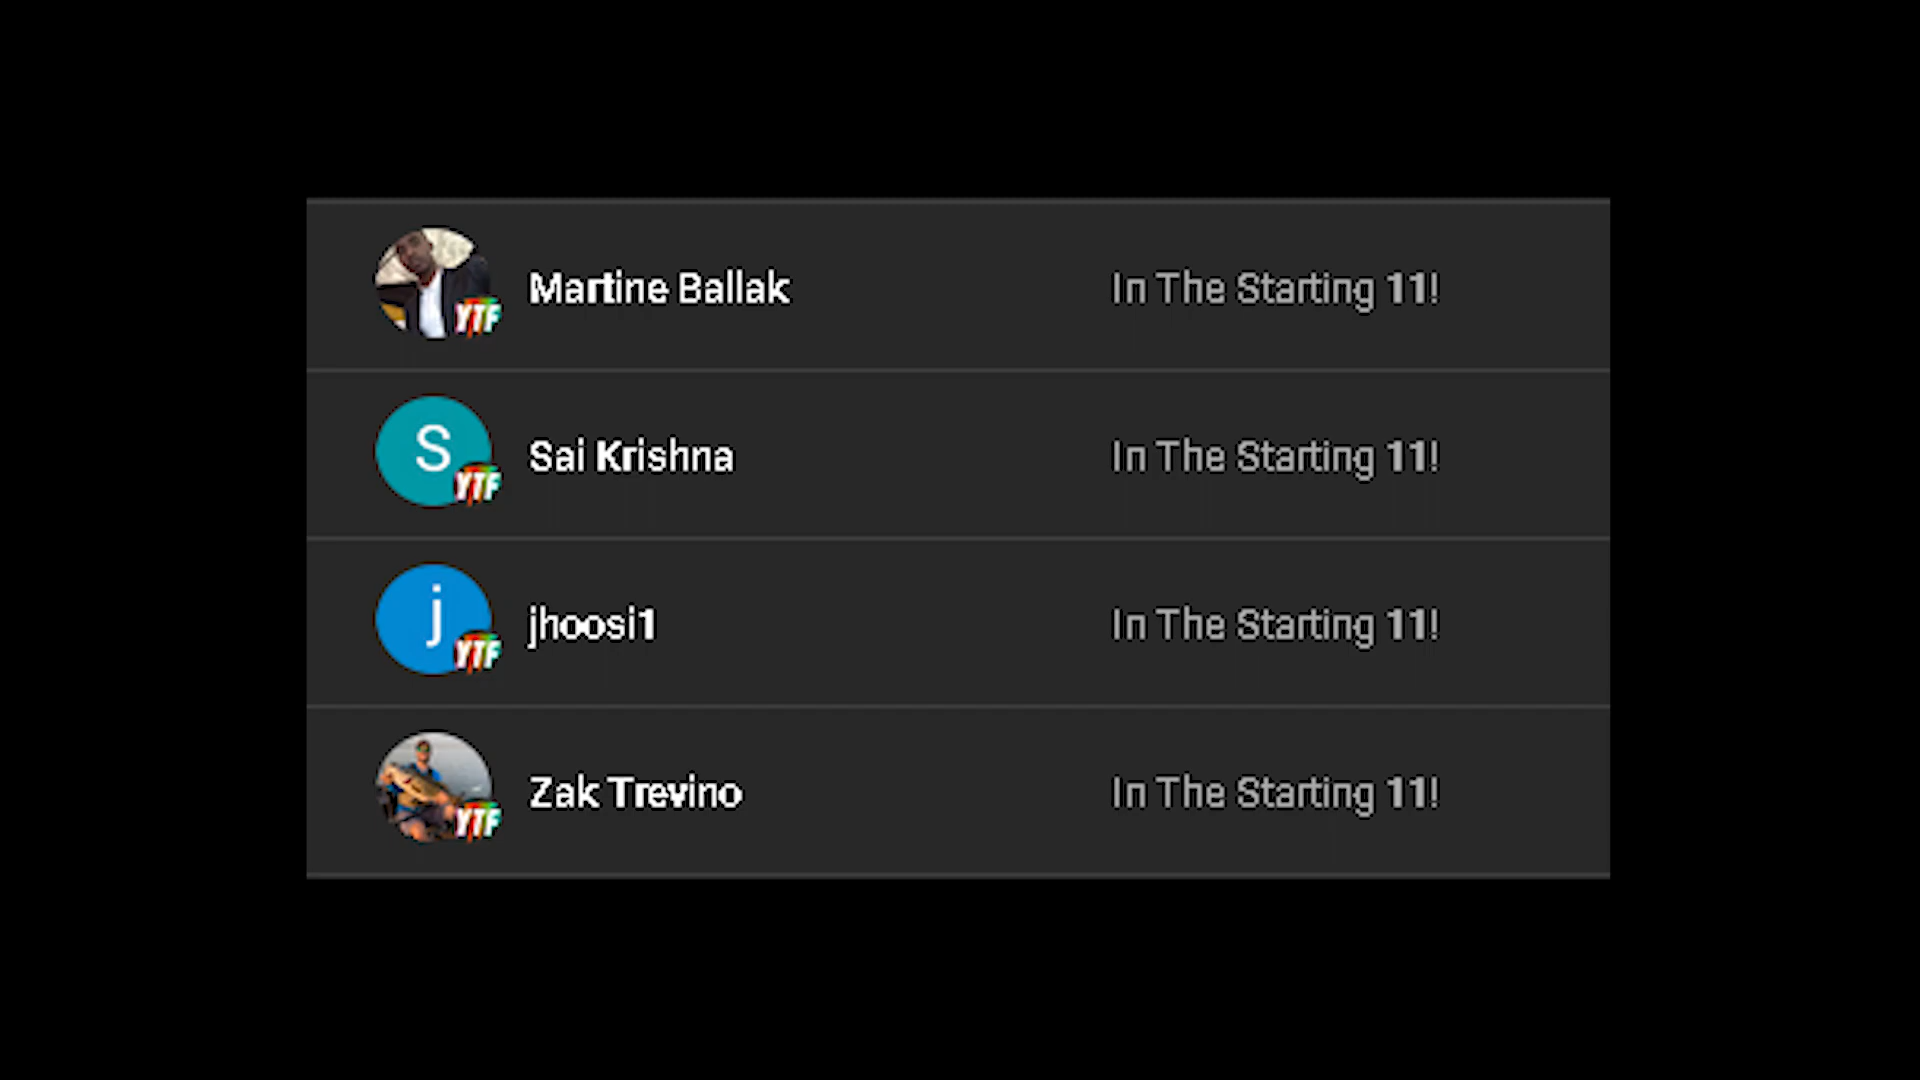 YTF
Martine Ballak In The Starting 11!
S
YTF
Sai Krishna In The Starting 11!
j
YTF
jhoosi1 In The Starting 11!
YTF
Zak Trevino In The Starting 11!